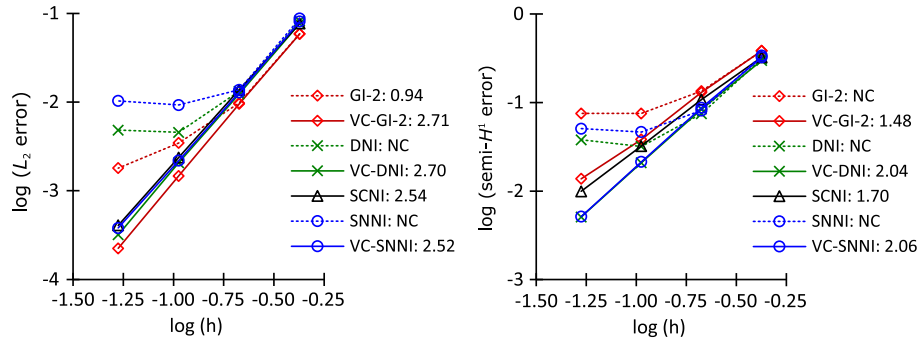 -1
-2
-3
-4
log (L2 error)
-1.50 -1.25 -1.00 -0.75 -0.50 -0.25
log (h)
GI-2: 0.94
VC-GI-2: 2.71
DNI: NC
VC-DNI: 2.70
SCNI: 2.54
SNNI: NC
VC-SNNI: 2.52
0
-1
-2
-3
log (semi-H¹ error)
-1.50 -1.25 -1.00 -0.75 -0.50 -0.25
log (h)
GI-2: NC
VC-GI-2: 1.48
DNI: NC
VC-DNI: 2.04
SCNI: 1.70
SNNI: NC
VC-SNNI: 2.06